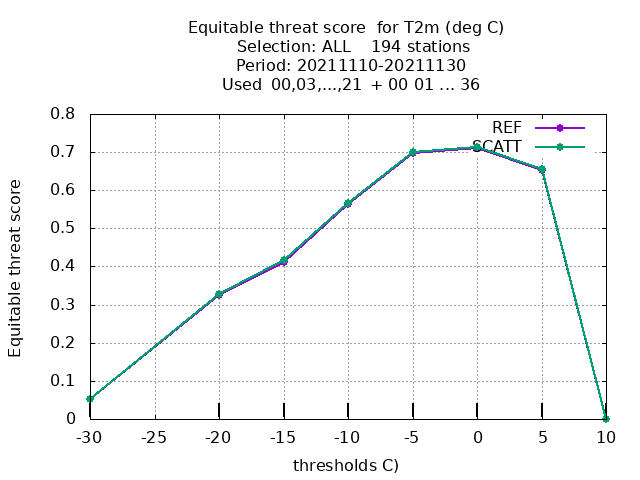 Equitable threat score  for T2m (deg C)
Selection: ALL    194 stations
Period: 20211110-20211130
Used  00,03,...,21  + 00 01 ... 36
REF
SCATT
Equitable threat score
0.8
0.7
0.6
0.5
0.4
0.3
0.2
0.1
0
-30 -25 -20 -15 -10 -5 0 5 10
thresholds C)